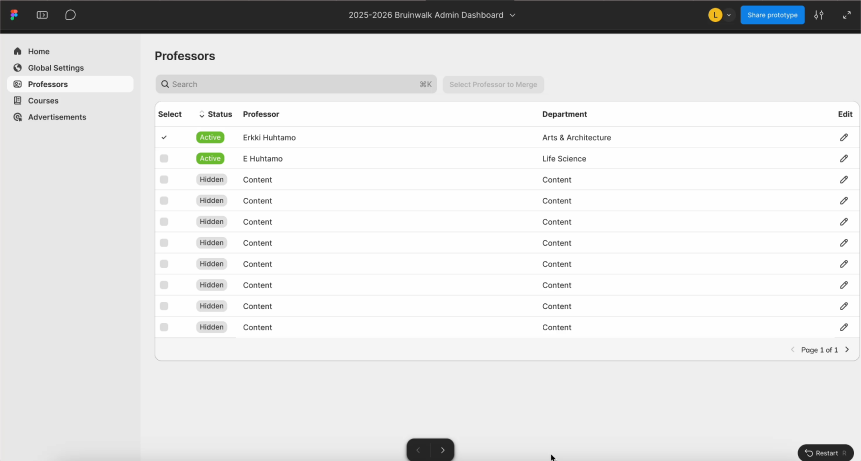 2025-2026 Bruinwalk Admin Dashboard
L
Share prototype
Home
Global Settings
Professors
Courses
Advertisements
Professors
Search
⌘K
Select Professor to Merge
Select Status Professor Department Edit
Active Erkki Huhtamo Arts & Architecture
Active E Huhtamo Life Science
Hidden Content Content
Hidden Content Content
Hidden Content Content
Hidden Content Content
Hidden Content Content
Hidden Content Content
Hidden Content Content
Hidden Content Content
Page 1 of 1
Restart R